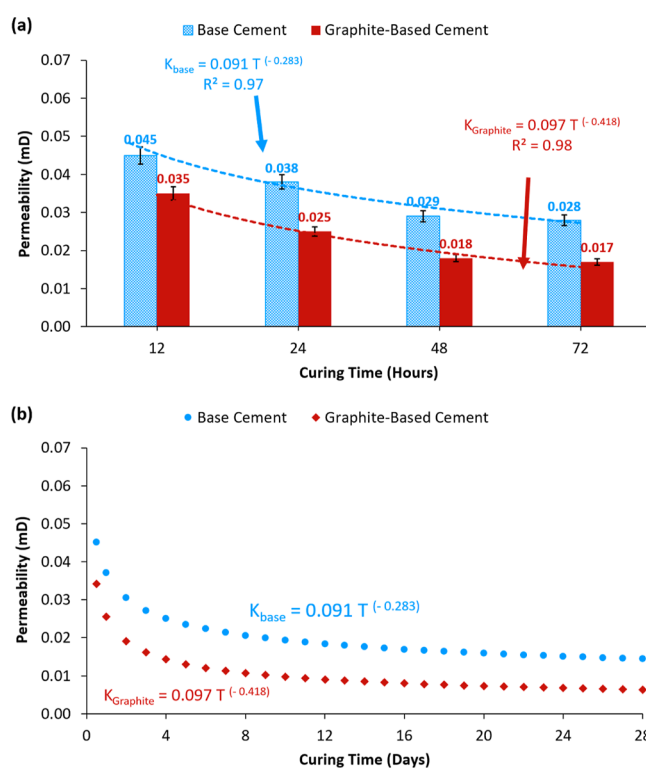 (a)
Base Cement Graphite-Based Cement
K_base = 0.091 T^(-0.283)
R² = 0.97
K_Graphite = 0.097 T^(-0.418)
R² = 0.98
Permeability (mD)
0.07
0.06
0.05
0.04
0.03
0.02
0.01
0.00
0.045
0.035
0.038
0.025
0.029
0.018
0.028
0.017
12 24 48 72
Curing Time (Hours)
(b)
Base Cement Graphite-Based Cement
Permeability (mD)
0.07
0.06
0.05
0.04
0.03
0.02
0.01
0.00
K_base = 0.091 T^(-0.283)
K_Graphite = 0.097 T^(-0.418)
0 4 8 12 16 20 24 28
Curing Time (Days)